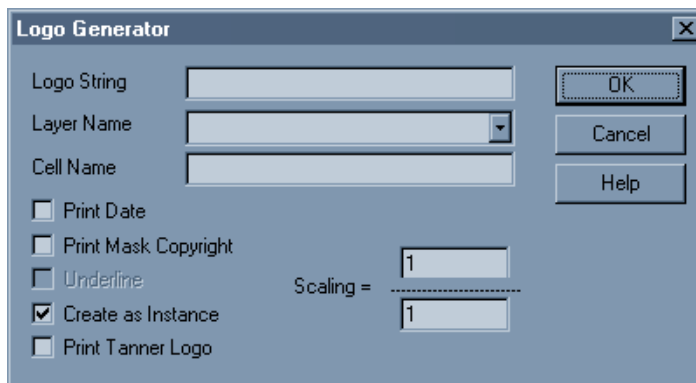 Logo Generator
Logo String
OK
Layer Name
Cancel
Cell Name
Help
Print Date
Print Mask Copyright
Underline
Scaling =
1
1
Create as Instance
Print Tanner Logo